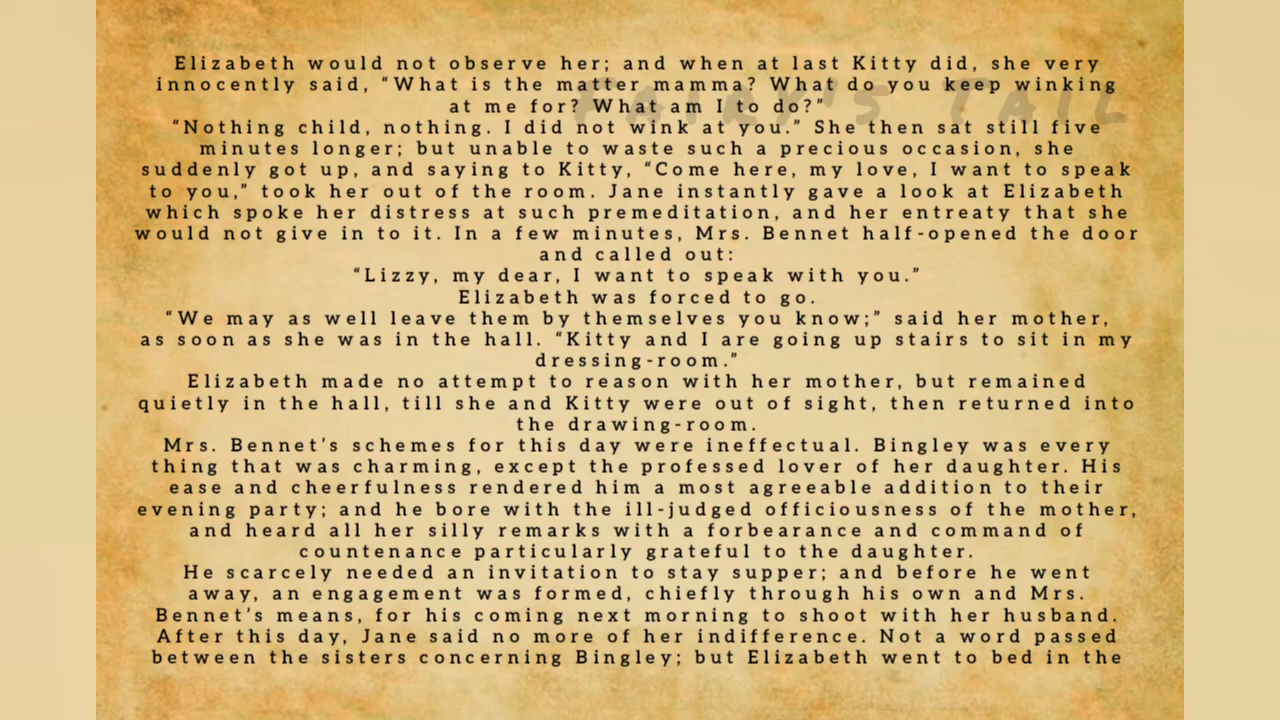 Elizabeth would not observe her; and when at last Kitty did, she very
innocently said, “What is the matter mamma? What do you keep winking
at me for? What am I to do?”
“Nothing child, nothing. I did not wink at you.” She then sat still five
minutes longer; but unable to waste such a precious occasion, she
suddenly got up, and saying to Kitty, “Come here, my love, I want to speak
to you,” took her out of the room. Jane instantly gave a look at Elizabeth
which spoke her distress at such premeditation, and her entreaty that she
would not give in to it. In a few minutes, Mrs. Bennet half-opened the door
and called out:
“Lizzy, my dear, I want to speak with you.”
Elizabeth was forced to go.
“We may as well leave them by themselves you know;” said her mother,
as soon as she was in the hall. “Kitty and I are going up stairs to sit in my
dressing-room.”
Elizabeth made no attempt to reason with her mother, but remained
quietly in the hall, till she and Kitty were out of sight, then returned into
the drawing-room.
Mrs. Bennet’s schemes for this day were ineffectual. Bingley was every
thing that was charming, except the professed lover of her daughter. His
ease and cheerfulness rendered him a most agreeable addition to their
evening party; and he bore with the ill-judged officiousness of the mother,
and heard all her silly remarks with a forbearance and command of
countenance particularly grateful to the daughter.
He scarcely needed an invitation to stay supper; and before he went
away, an engagement was formed, chiefly through his own and Mrs.
Bennet’s means, for his coming next morning to shoot with her husband.
After this day, Jane said no more of her indifference. Not a word passed
between the sisters concerning Bingley; but Elizabeth went to bed in the